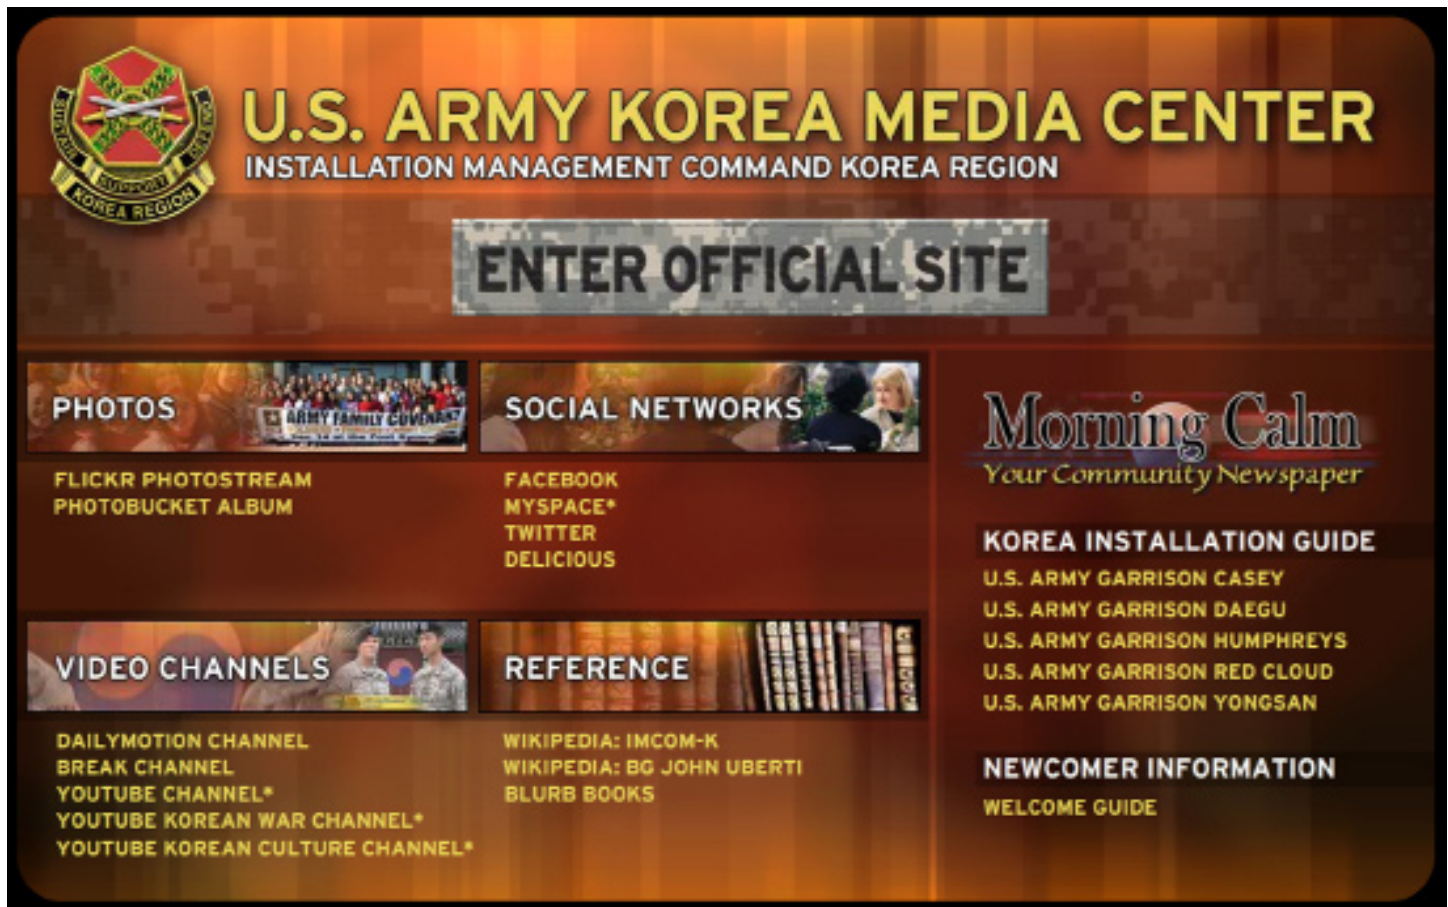 U.S. ARMY KOREA MEDIA CENTER
INSTALLATION MANAGEMENT COMMAND KOREA REGION
SUPPORT
KOREA REGION
ENTER OFFICIAL SITE
PHOTOS
ARMY FAMILY COVENANT
FLICKR PHOTOSTREAM
PHOTOBUCKET ALBUM
SOCIAL NETWORKS
FACEBOOK
MYSPACE*
TWITTER
DELICIOUS
VIDEO CHANNELS
DAILYMOTION CHANNEL
BREAK CHANNEL
YOUTUBE CHANNEL*
YOUTUBE KOREAN WAR CHANNEL*
YOUTUBE KOREAN CULTURE CHANNEL*
REFERENCE
WIKIPEDIA: IMCOM-K
WIKIPEDIA: BG JOHN UBERTI
BLURB BOOKS
Morning Calm
Your Community Newspaper
KOREA INSTALLATION GUIDE
U.S. ARMY GARRISON CASEY
U.S. ARMY GARRISON DAEGU
U.S. ARMY GARRISON HUMPHREYS
U.S. ARMY GARRISON RED CLOUD
U.S. ARMY GARRISON YONGSAN
NEWCOMER INFORMATION
WELCOME GUIDE